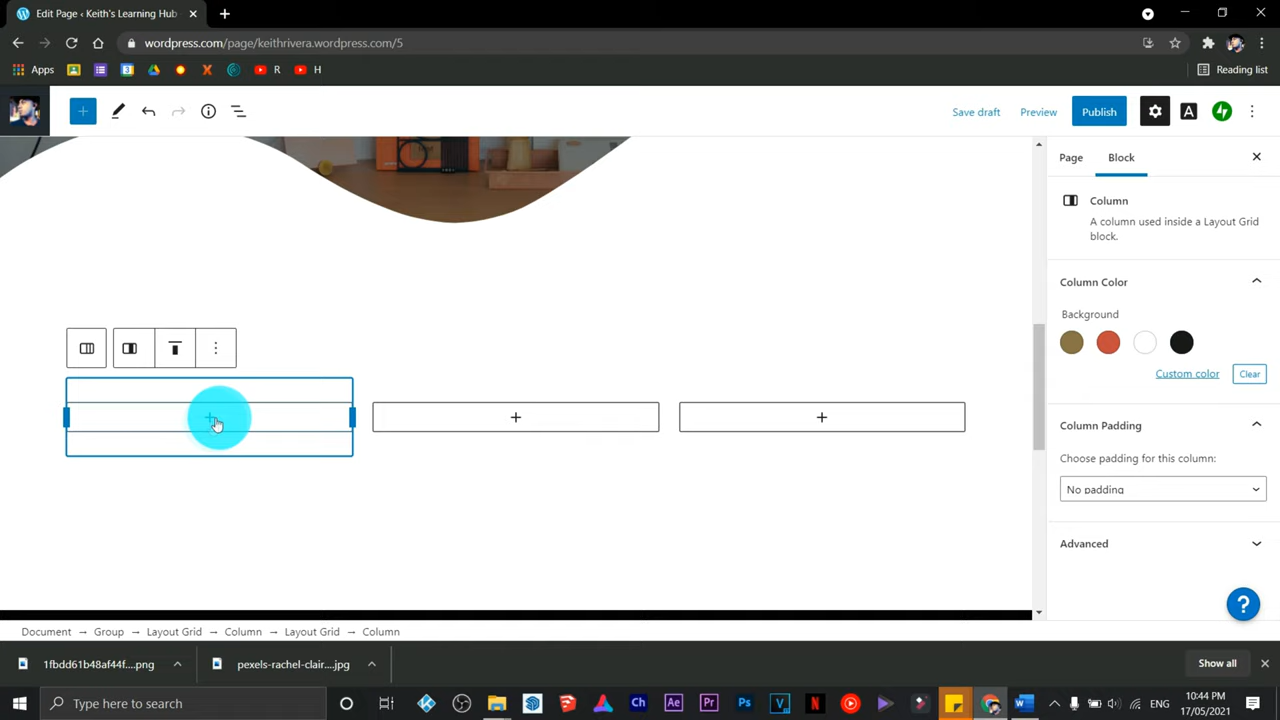 Edit Page ‹ Keith's Learning Hub
wordpress.com/page/keithrivera.wordpress.com/5
Apps
R
H
Reading list
Save draft
Preview
Publish
Page
Block
Column
A column used inside a Layout Grid
block.
Column Color
Background
Custom color
Clear
Column Padding
Choose padding for this column:
No padding
Advanced
Document → Group → Layout Grid → Column → Layout Grid → Column
1fbdd61b48af44f....png
pexels-rachel-clair....jpg
Show all
Type here to search
ENG
10:44 PM
17/05/2021